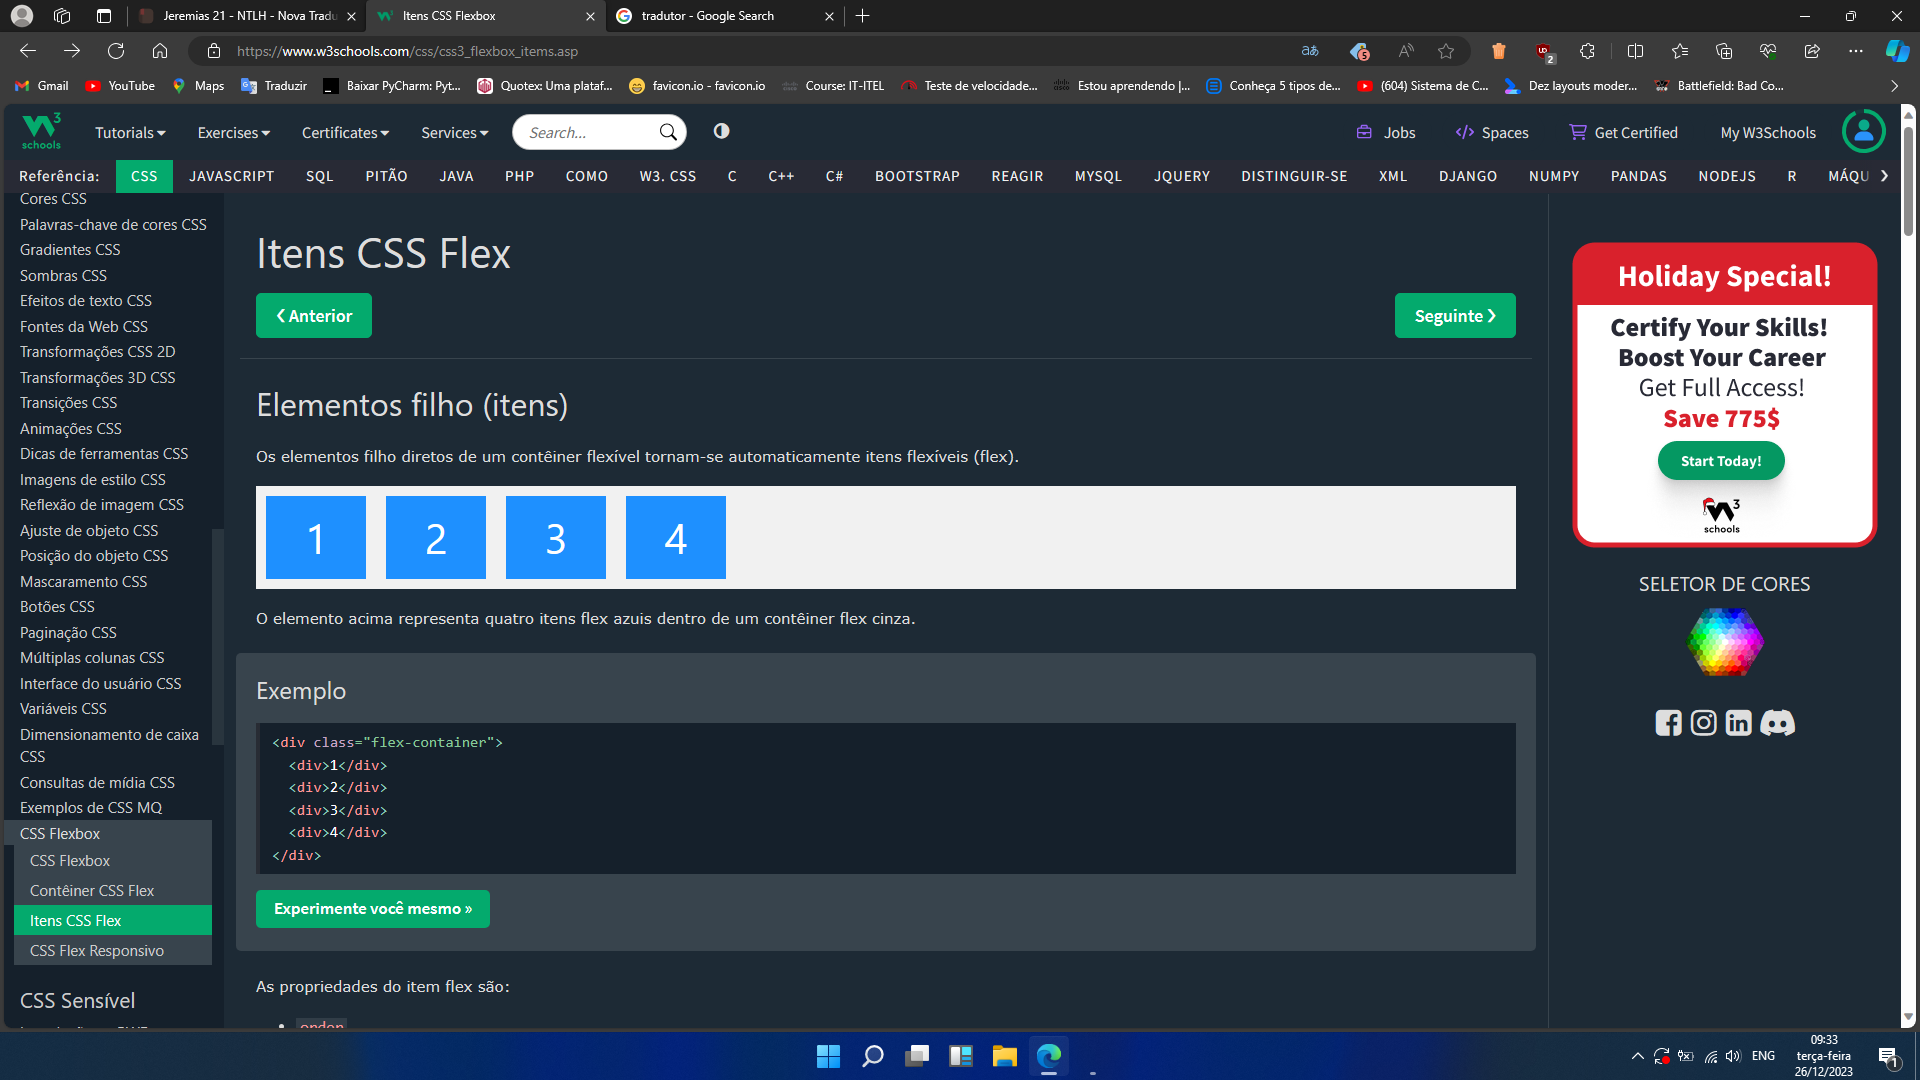 Jeremias 21 - NTLH - Nova Tradu
Itens CSS Flexbox
tradutor - Google Search
https://www.w3schools.com/css/css3_flexbox_items.asp
aあ
5
2
Gmail
YouTube
Maps
Traduzir
Baixar PyCharm: Pyt...
Quotex: Uma plataf...
favicon.io - favicon.io
Course: IT-ITEL
Teste de velocidade...
Estou aprendendo |...
Conheça 5 tipos de...
(604) Sistema de C...
Dez layouts moder...
Battlefield: Bad Co...
W3 schools
Tutorials
Exercises
Certificates
Services
Search...
Jobs
Spaces
Get Certified
My W3Schools
Referência:
CSS
JAVASCRIPT
SQL
PITÃO
JAVA
PHP
COMO
W3. CSS
C
C++
C#
BOOTSTRAP
REAGIR
MYSQL
JQUERY
DISTINGUIR-SE
XML
DJANGO
NUMPY
PANDAS
NODEJS
R
MÁQU
Cores CSS
Palavras-chave de cores CSS
Gradientes CSS
Sombras CSS
Efeitos de texto CSS
Fontes da Web CSS
Transformações CSS 2D
Transformações 3D CSS
Transições CSS
Animações CSS
Dicas de ferramentas CSS
Imagens de estilo CSS
Reflexão de imagem CSS
Ajuste de objeto CSS
Posição do objeto CSS
Mascaramento CSS
Botões CSS
Paginação CSS
Múltiplas colunas CSS
Interface do usuário CSS
Variáveis CSS
Dimensionamento de caixa
CSS
Consultas de mídia CSS
Exemplos de CSS MQ
CSS Flexbox
CSS Flexbox
Contêiner CSS Flex
Itens CSS Flex
CSS Flex Responsivo
CSS Sensível
Itens CSS Flex
❮ Anterior
Seguinte ❯
Elementos filho (itens)
Os elementos filho diretos de um contêiner flexível tornam-se automaticamente itens flexíveis (flex).
1 2 3 4
O elemento acima representa quatro itens flex azuis dentro de um contêiner flex cinza.
Exemplo
<div class="flex-container">
<div>1</div>
<div>2</div>
<div>3</div>
<div>4</div>
</div>
Experimente você mesmo »
As propriedades do item flex são:
Holiday Special!
Certify Your Skills!
Boost Your Career
Get Full Access!
Save 775$
Start Today!
W3 schools
SELETOR DE CORES
ENG
09:33
terça-feira
26/12/2023
1